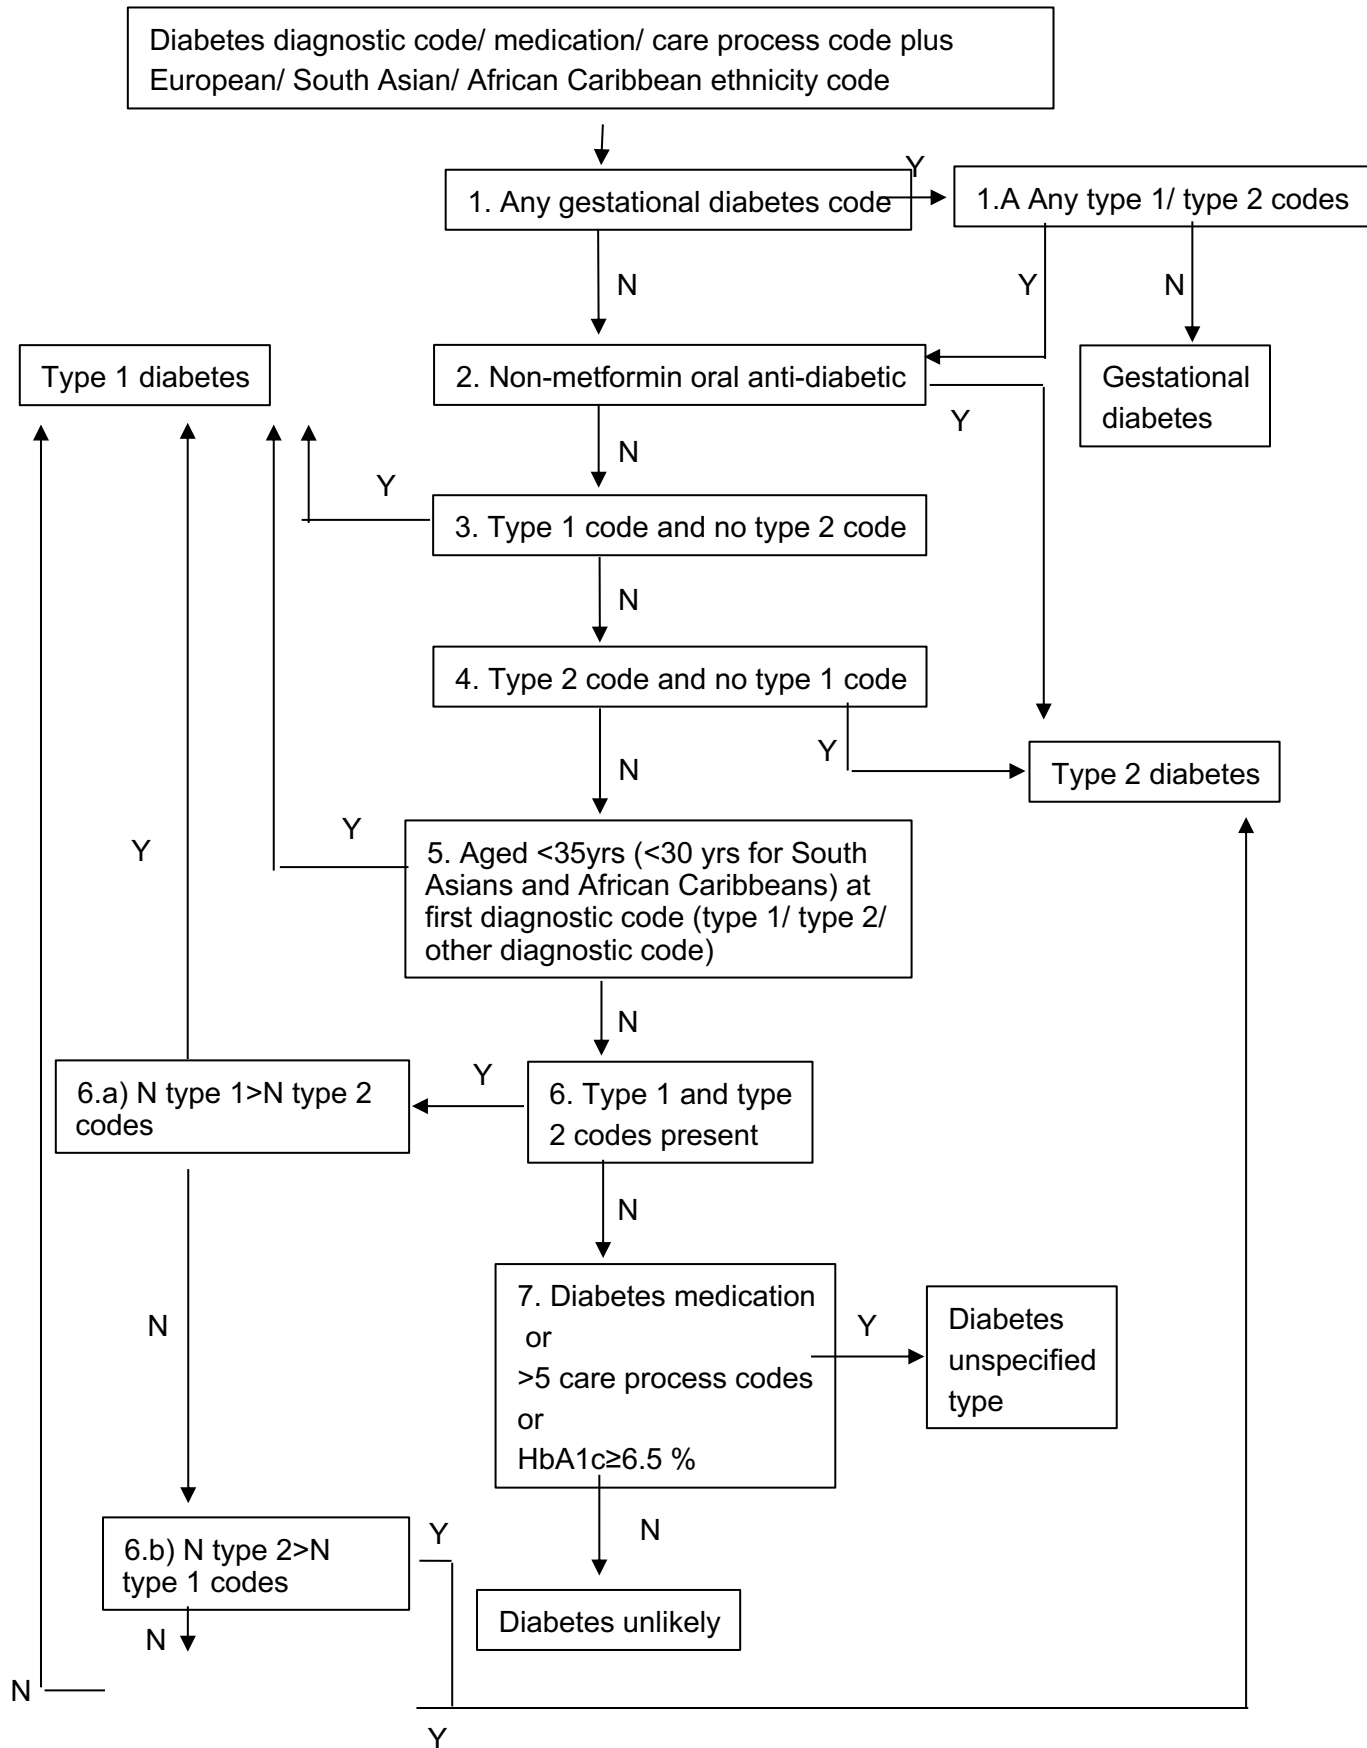 Diabetes diagnostic code/ medication/ care process code plus
European/ South Asian/ African Caribbean ethnicity code
Y
1. Any gestational diabetes code
1.A Any type 1/ type 2 codes
N
Y
N
Type 1 diabetes
2. Non-metformin oral anti-diabetic
Gestational
diabetes
Y
N
Y
3. Type 1 code and no type 2 code
N
4. Type 2 code and no type 1 code
Y
N
Type 2 diabetes
Y
Y
5. Aged <35yrs (<30 yrs for South
Asians and African Caribbeans) at
first diagnostic code (type 1/ type 2/
other diagnostic code)
N
Y
6.a) N type 1>N type 2
codes
6. Type 1 and type
2 codes present
N
7. Diabetes medication
or
>5 care process codes
or
HbA1c≥6.5 %
Y
Diabetes
unspecified
type
N
N
Y
6.b) N type 2>N
type 1 codes
Diabetes unlikely
N
N
Y